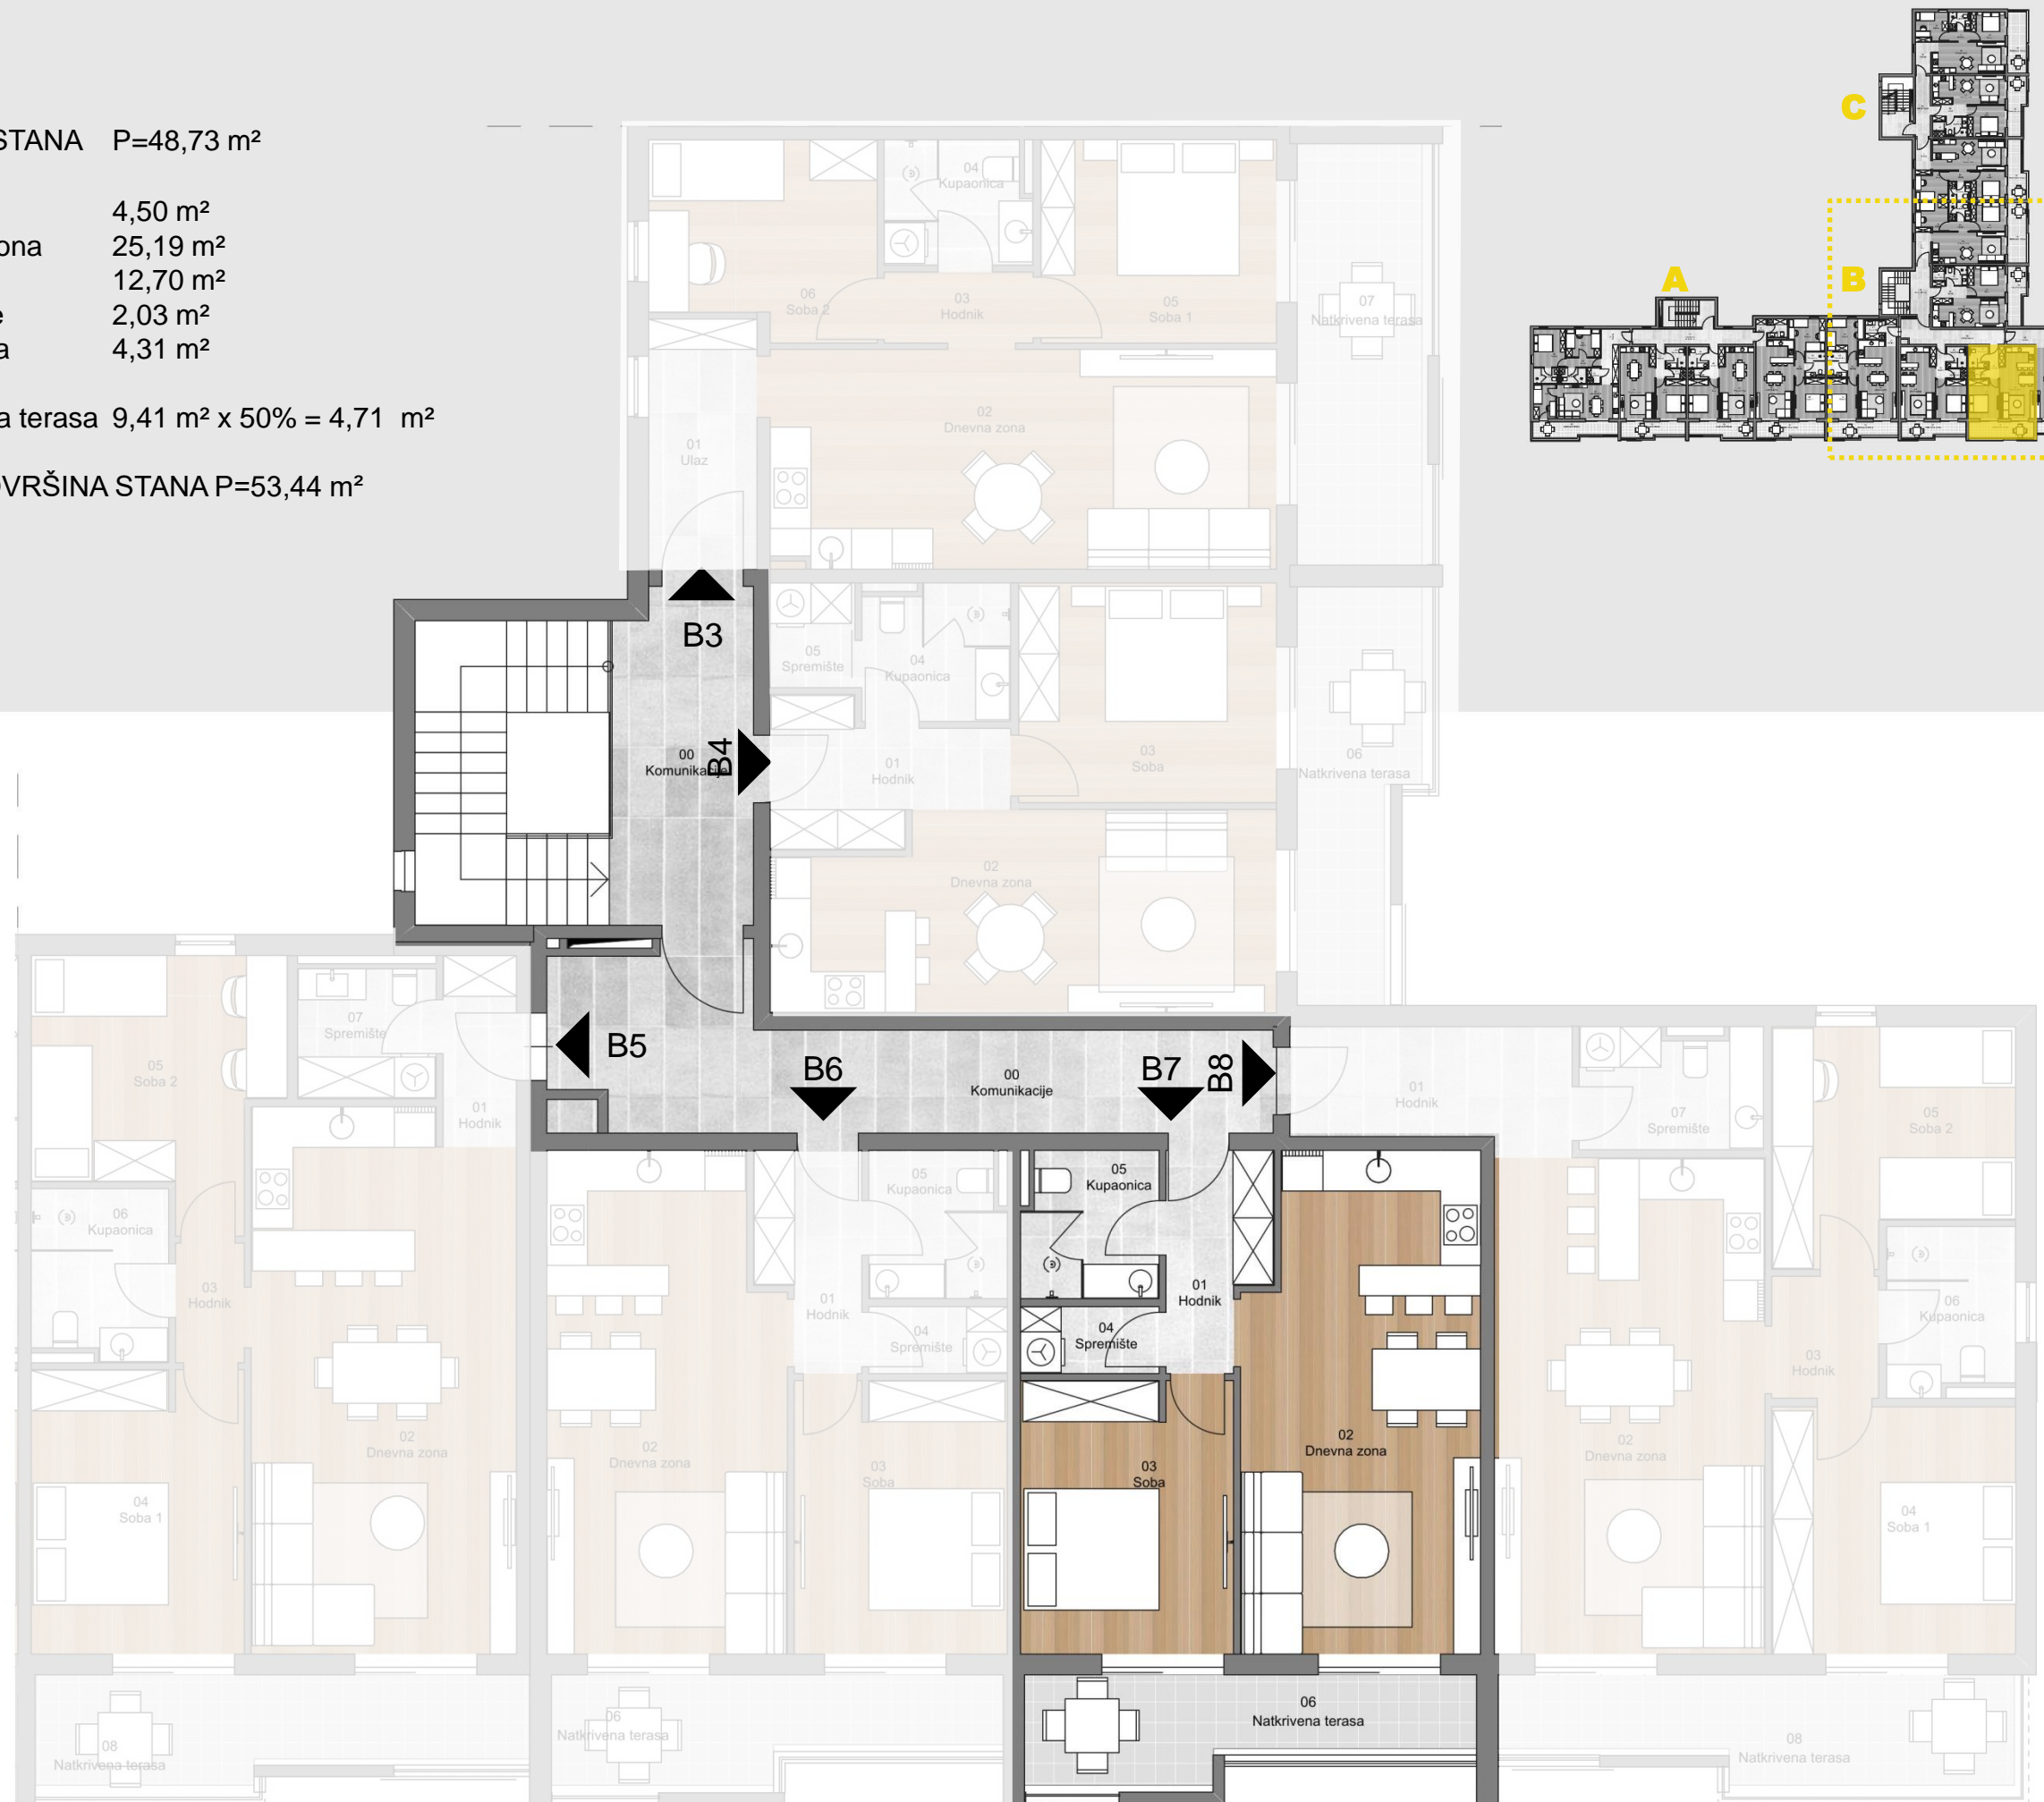 STANA P=48,73 m²
4,50 m²
ona 25,19 m²
12,70 m²
e 2,03 m²
a 4,31 m²
a terasa 9,41 m² x 50% = 4,71 m²
OVRŠINA STANA P=53,44 m²
C
A
B
04
Kupaonica
06
Soba 2
03
Hodnik
05
Soba 1
07
Natkrivena terasa
02
Dnevna zona
01
Ulaz
B3
05
Spremište
04
Kupaonica
00
Komunikacije
B4
01
Hodnik
03
Soba
06
Natkrivena terasa
02
Dnevna zona
07
Spremište
05
Soba 2
01
Hodnik
B5
B6
00
Komunikacije
B7
B8
01
Hodnik
07
Spremište
05
Soba 2
06
Kupaonica
03
Hodnik
02
Dnevna zona
04
Soba 1
08
Natkrivena terasa
05
Kupaonica
01
Hodnik
04
Spremište
02
Dnevna zona
03
Soba
06
Natkrivena terasa
05
Kupaonica
01
Hodnik
04
Spremište
02
Dnevna zona
03
Soba
06
Natkrivena terasa
06
Kupaonica
03
Hodnik
02
Dnevna zona
04
Soba 1
08
Natkrivena terasa